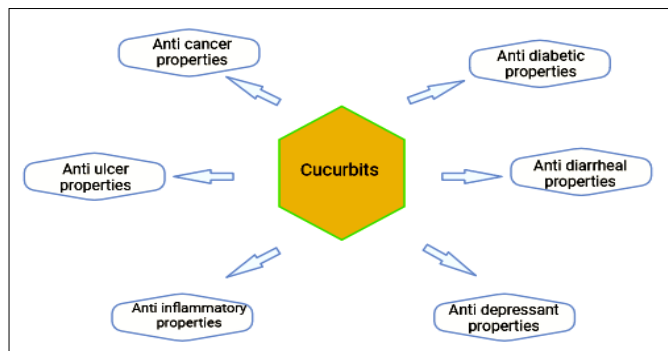 Anti cancer
properties
Anti diabetic
properties
Anti ulcer
properties
Cucurbits
Anti diarrheal
properties
Anti inflammatory
properties
Anti depressant
properties